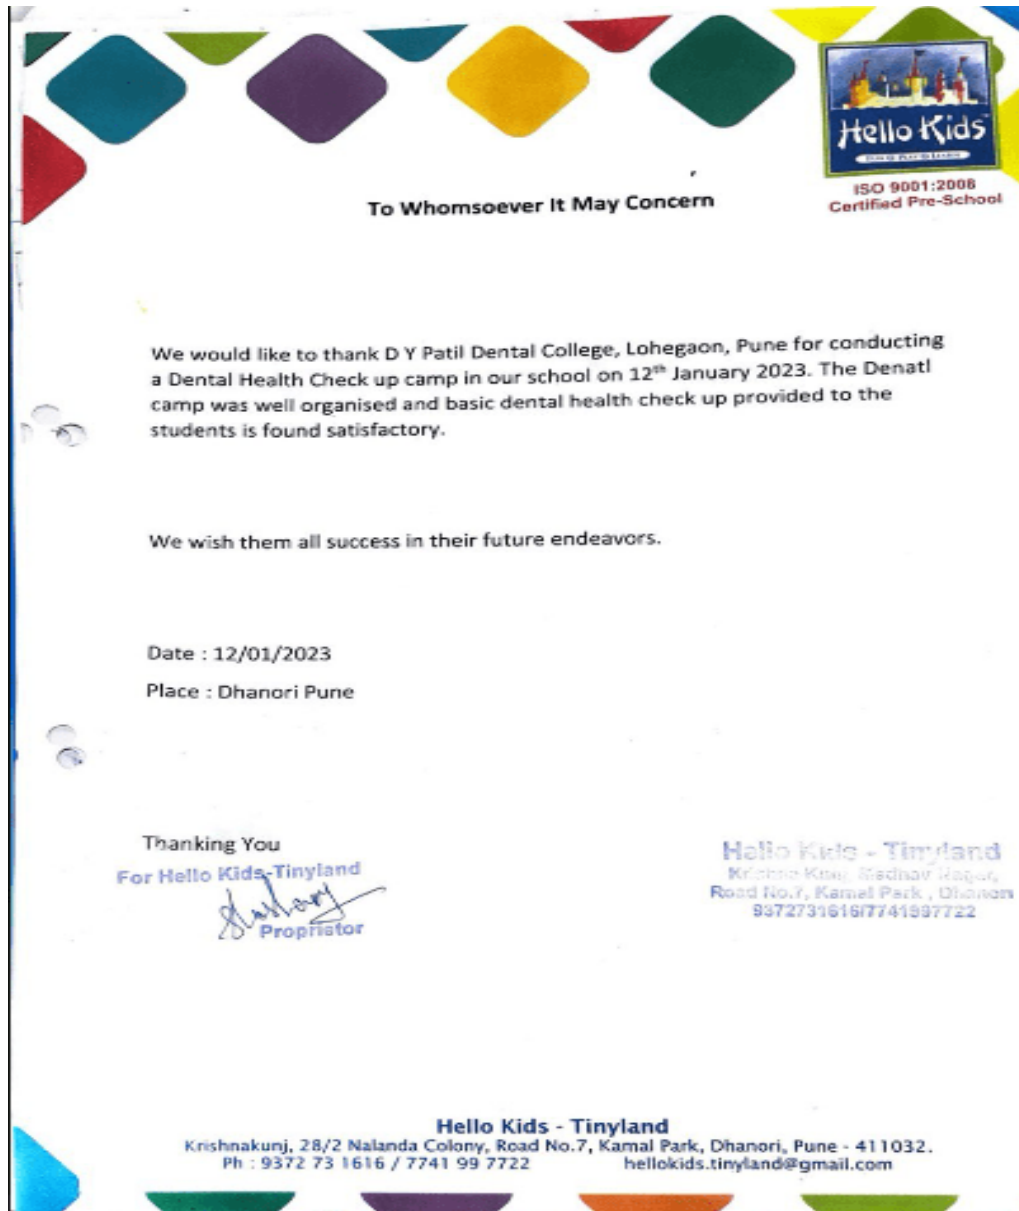 Hello Kids
ISO 9001:2008
Certified Pre-School
To Whomsoever It May Concern
We would like to thank D Y Patil Dental College, Lohegaon, Pune for conducting
a Dental Health Check up camp in our school on 12th January 2023. The Denatl
camp was well organised and basic dental health check up provided to the
students is found satisfactory.
We wish them all success in their future endeavors.
Date : 12/01/2023
Place : Dhanori Pune
Thanking You
For Hello Kids-Tinyland
Proprietor
Hello Kids - Tinyland
Road No.7, Kamal Park , Dhanori
9372731616/7741997722
Hello Kids - Tinyland
Krishnakunj, 28/2 Nalanda Colony, Road No.7, Kamal Park, Dhanori, Pune - 411032.
Ph : 9372 73 1616 / 7741 99 7722 hellokids.tinyland@gmail.com